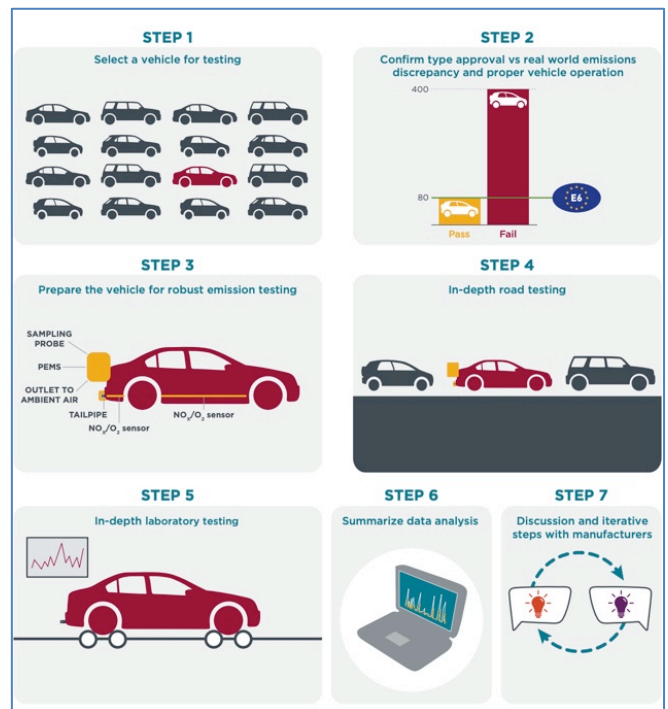 STEP 1
Select a vehicle for testing
STEP 2
Confirm type approval vs real world emissions
discrepancy and proper vehicle operation
400
80
E6
Pass
Fail
STEP 3
Prepare the vehicle for robust emission testing
SAMPLING
PROBE
PEMS
OUTLET TO
AMBIENT AIR
TAILPIPE
NOₓ/O₂ sensor
NOₓ/O₂ sensor
STEP 4
In-depth road testing
STEP 5
In-depth laboratory testing
STEP 6
Summarize data analysis
STEP 7
Discussion and iterative
steps with manufacturers